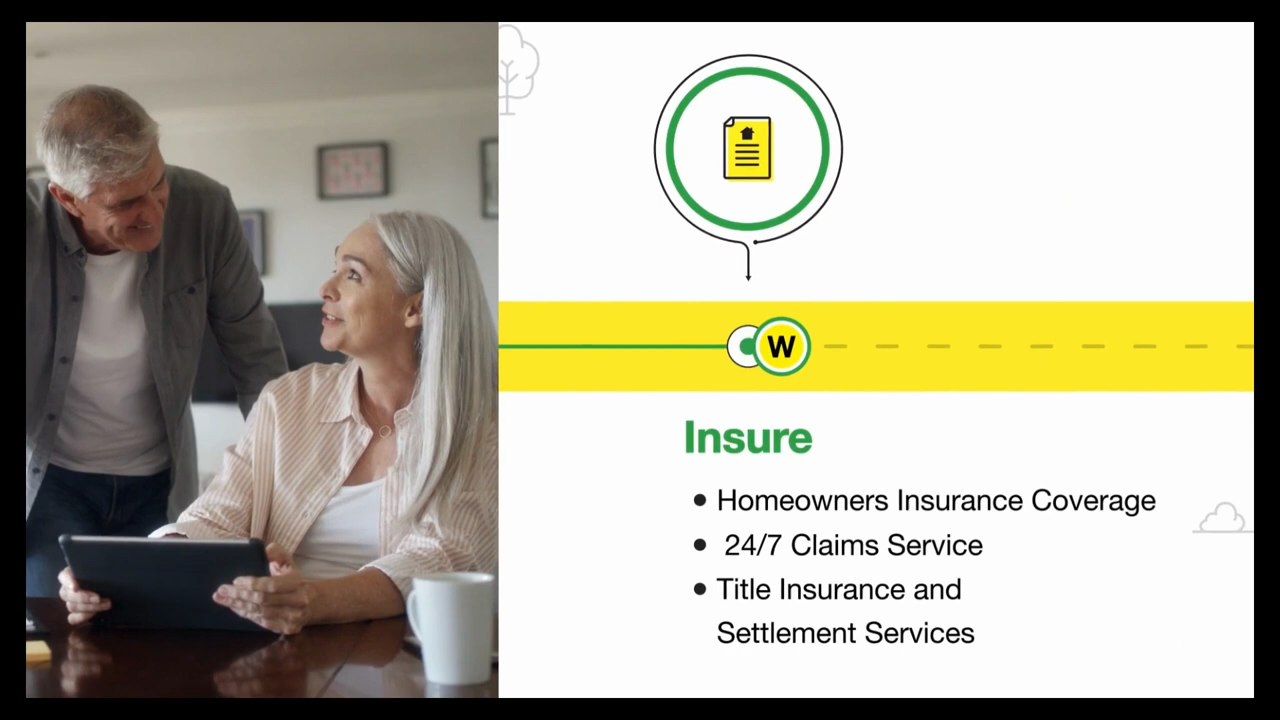 W
Insure
• Homeowners Insurance Coverage
• 24/7 Claims Service
• Title Insurance and
Settlement Services